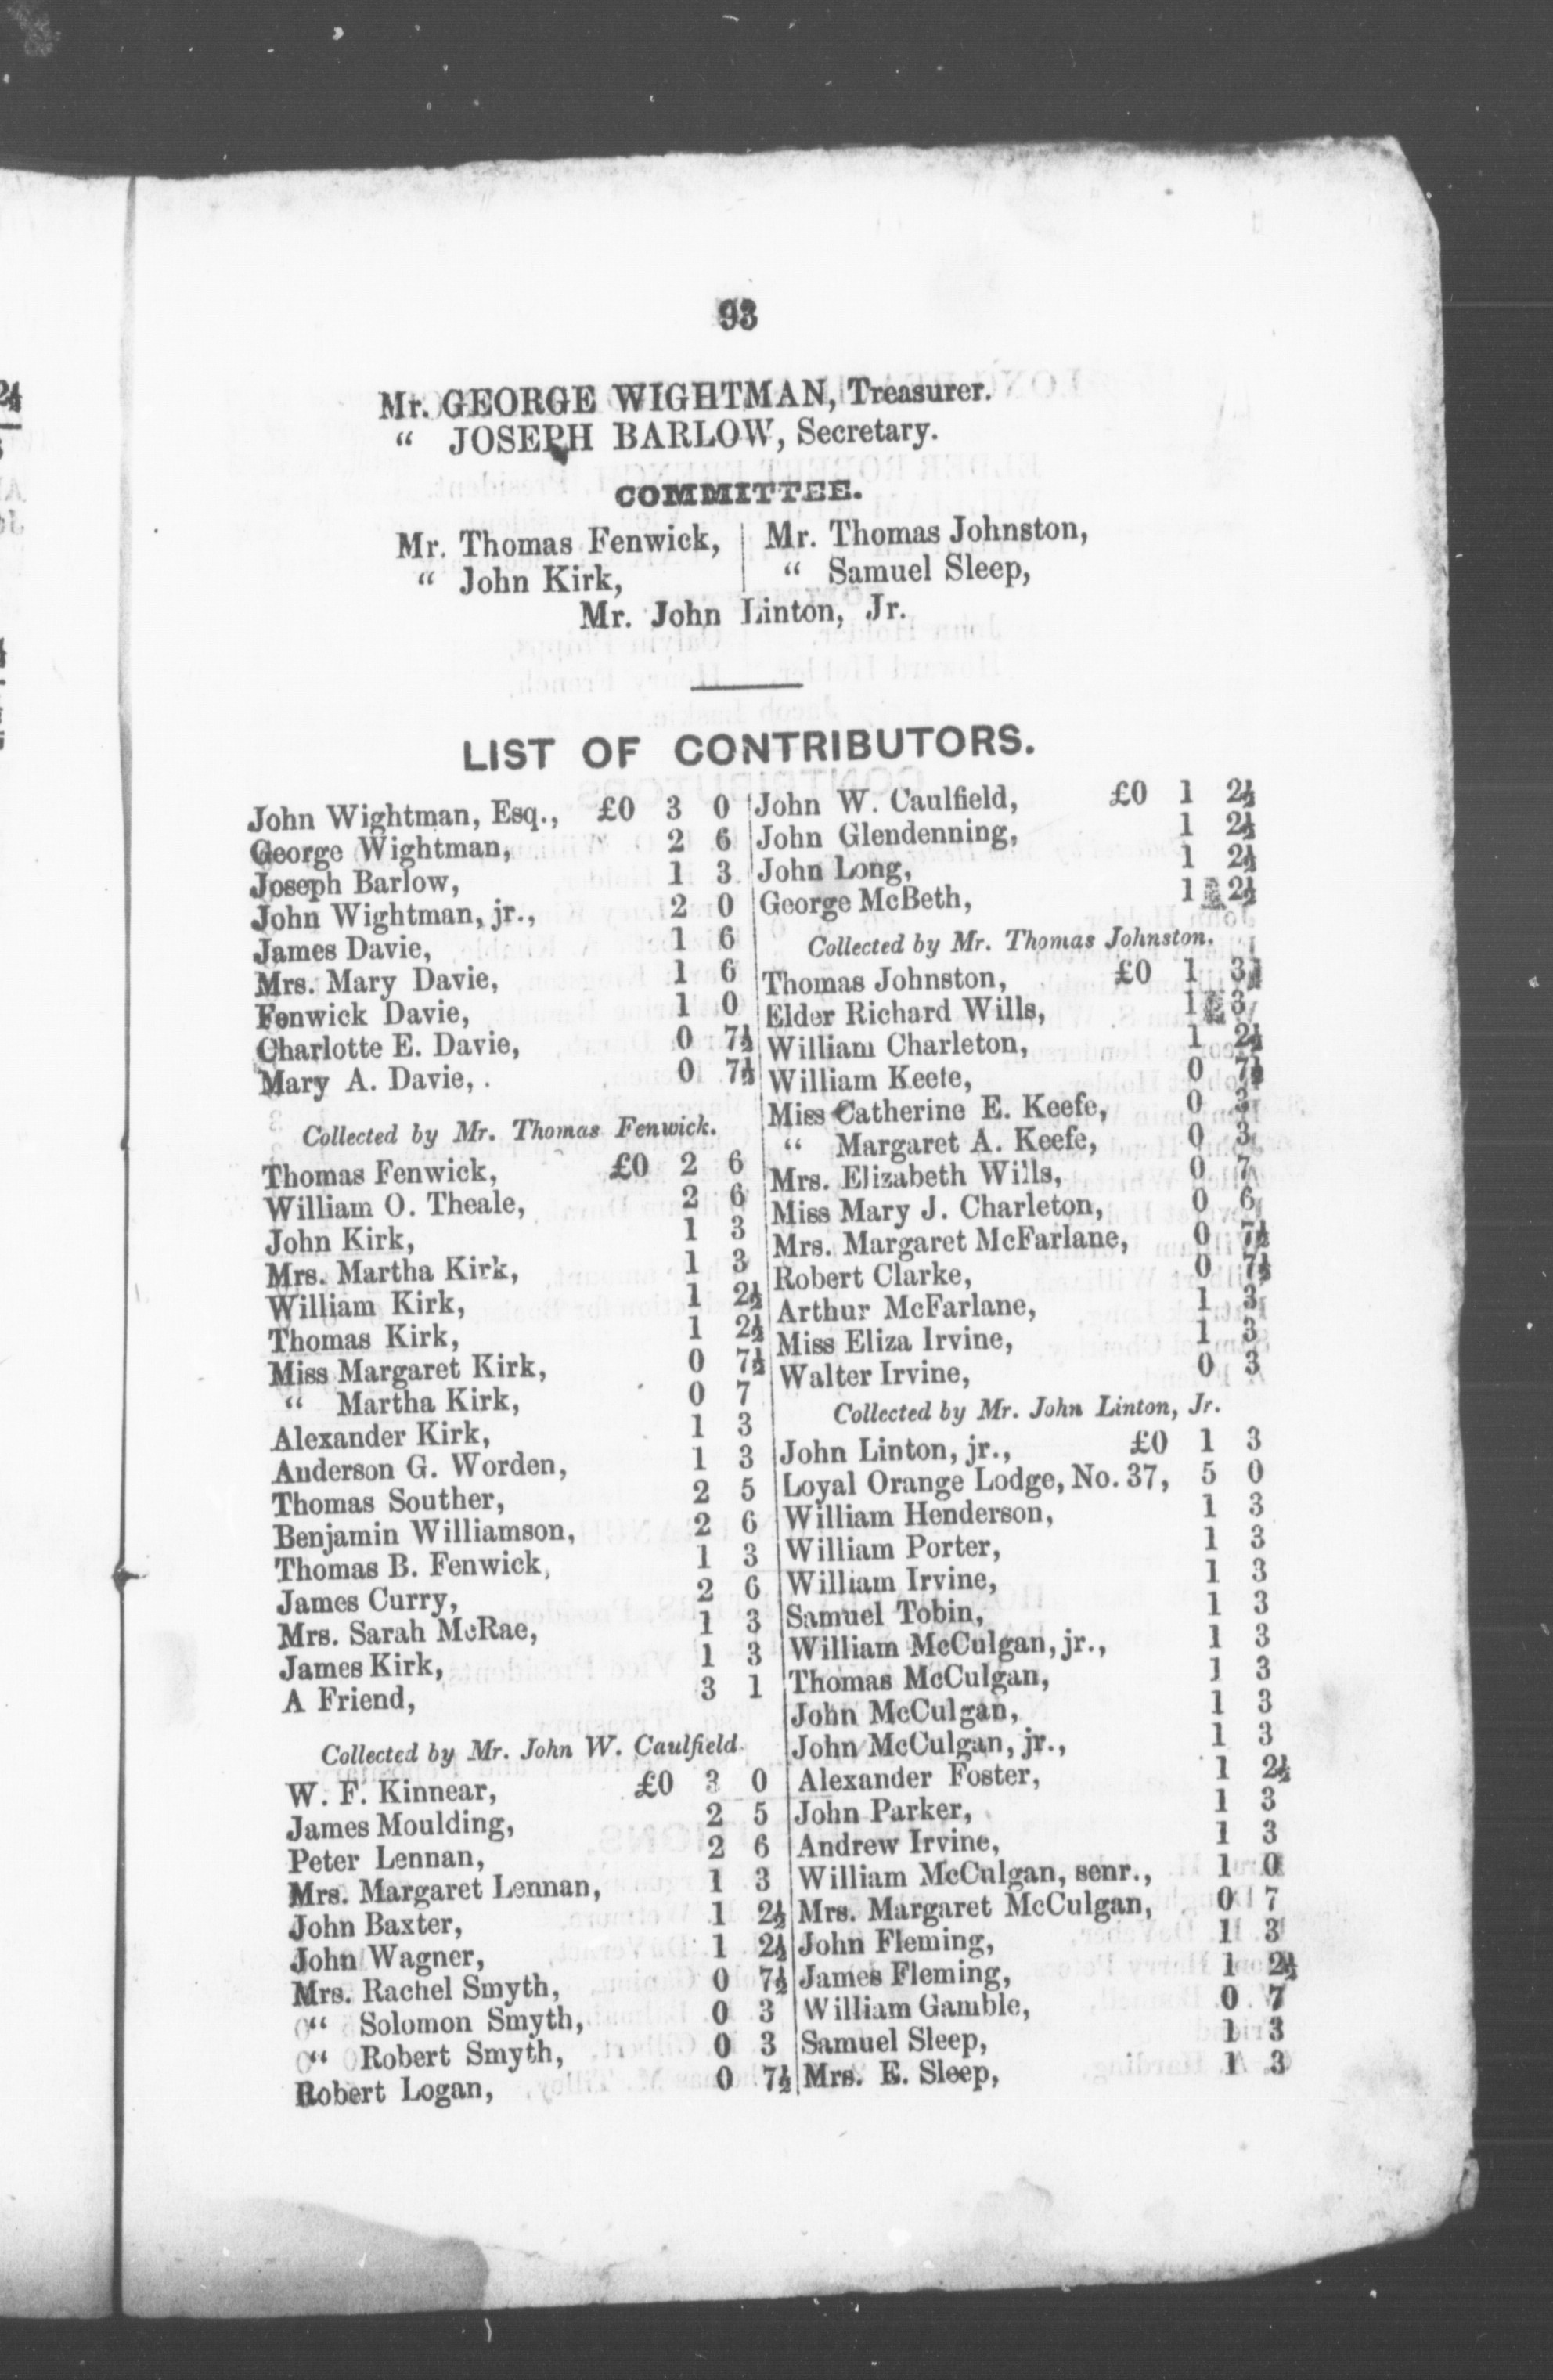 93
Mr. GEORGE WIGHTMAN, Treasurer.
“ JOSEPH BARLOW, Secretary.
COMMITTEE.
Mr. Thomas Fenwick, Mr. Thomas Johnston,
“ John Kirk, “ Samuel Sleep,
Mr. John Linton, Jr.
LIST OF CONTRIBUTORS.
John Wightman, Esq., £0 3 0
George Wightman, 2 6
Joseph Barlow, 1 3
John Wightman, jr., 2 0
James Davie, 1 6
Mrs. Mary Davie, 1 6
Fenwick Davie, 1 0
Charlotte E. Davie, 0 7½
Mary A. Davie, 0 7½
Collected by Mr. Thomas Fenwick.
Thomas Fenwick, £0 2 6
William O. Theale, 2 6
John Kirk, 1 3
Mrs. Martha Kirk, 1 3
William Kirk, 1 2½
Thomas Kirk, 1 2½
Miss Margaret Kirk, 0 7½
“ Martha Kirk, 0 7
Alexander Kirk, 1 3
Anderson G. Worden, 1 3
Thomas Souther, 2 5
Benjamin Williamson, 2 6
Thomas B. Fenwick, 1 3
James Curry, 2 6
Mrs. Sarah McRae, 1 3
James Kirk, 1 3
A Friend, 3 1
Collected by Mr. John W. Caulfield.
W. F. Kinnear, £0 3 0
James Moulding, 2 5
Peter Lennan, 2 6
Mrs. Margaret Lennan, 1 3
John Baxter, 1 2½
John Wagner, 1 2½
Mrs. Rachel Smyth, 0 7½
“ Solomon Smyth, 0 3
“ Robert Smyth, 0 3
Robert Logan, 0 7½
John W. Caulfield, £0 1 2½
John Glendenning, 1 2½
John Long, 1 2½
George McBeth, 1 2½
Collected by Mr. Thomas Johnston.
Thomas Johnston, £0 1 3
Elder Richard Wills, 1 3
William Charleton, 1 2½
William Keefe, 0 7½
Miss Catherine E. Keefe, 0 3
“ Margaret A. Keefe, 0 3
Mrs. Elizabeth Wills, 0 7
Miss Mary J. Charleton, 0 6
Mrs. Margaret McFarlane, 0 7½
Robert Clarke, 0 7½
Arthur McFarlane, 1 3
Miss Eliza Irvine, 1 3
Walter Irvine, 0 3
Collected by Mr. John Linton, Jr.
John Linton, jr., £0 1 3
Loyal Orange Lodge, No. 37, 5 0
William Henderson, 1 3
William Porter, 1 3
William Irvine, 1 3
Samuel Tobin, 1 3
William McCulgan, jr., 1 3
Thomas McCulgan, 1 3
John McCulgan, 1 3
John McCulgan, jr., 1 3
Alexander Foster, 1 2½
John Parker, 1 3
Andrew Irvine, 1 3
William McCulgan, senr., 1 0
Mrs. Margaret McCulgan, 0 7
John Fleming, 1 3
James Fleming, 1 2½
William Gamble, 0 7
Samuel Sleep, 1 3
Mrs. E. Sleep, 1 3